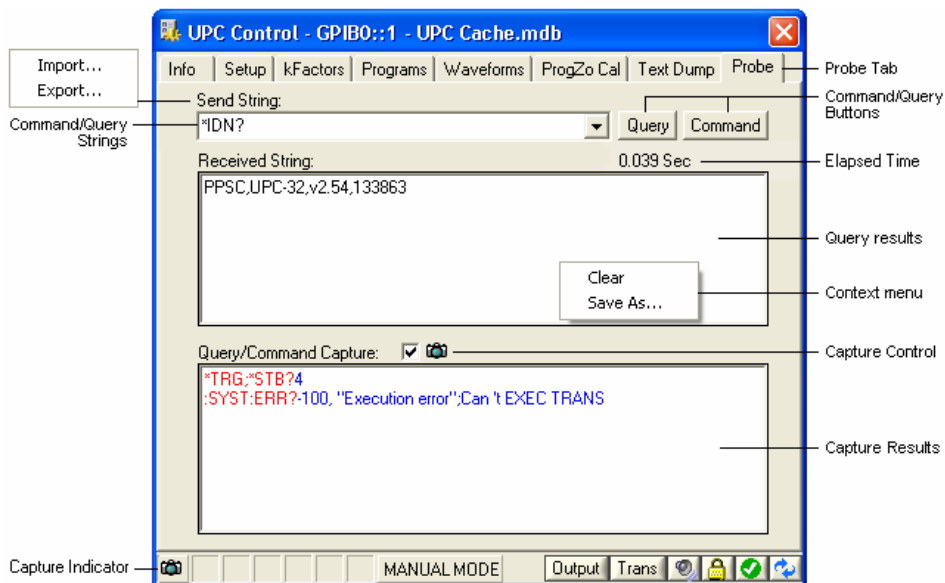 UPC Control - GPIB0::1 - UPC Cache.mdb
Import...
Export...
Info Setup kFactors Programs Waveforms ProgZo Cal Text Dump Probe
Probe Tab
Send String:
Command/Query
Buttons
Command/Query
Strings
*IDN?
Query Command
Received String:
0.039 Sec
Elapsed Time
PPSC,UPC-32,v2.54,133863
Query results
Clear
Save As...
Context menu
Query/Command Capture:
Capture Control
*TRG;*STB?4
:SYST:ERR?-100, "Execution error";Can 't EXEC TRANS
Capture Results
Capture Indicator
MANUAL MODE
Output Trans